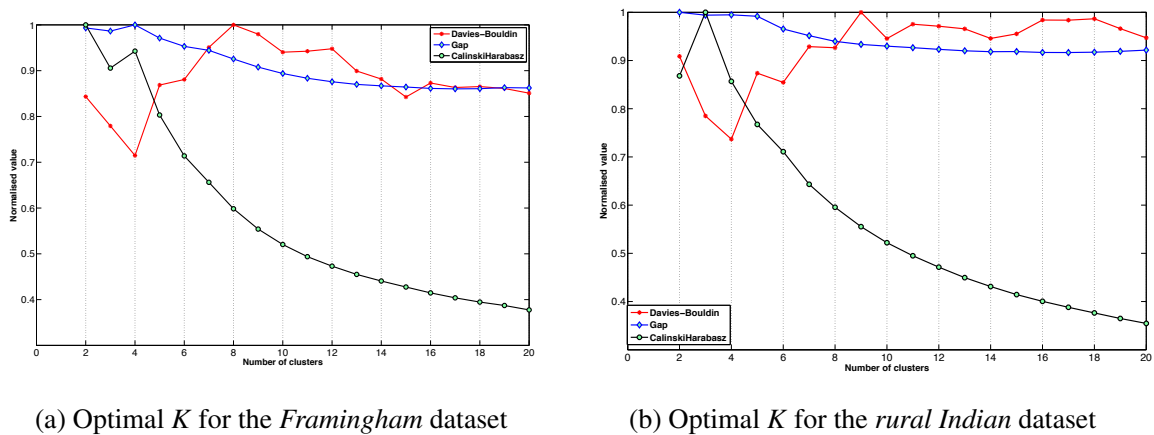 1
0.9
0.8
0.7
0.6
0.5
0.4
Normalised value
Davies-Bouldin
Gap
CalinskiHarabasz
0 2 4 6 8 10 12 14 16 18 20
Number of clusters
(a) Optimal K for the Framingham dataset
1
0.9
0.8
0.7
0.6
0.5
0.4
Normalised value
Davies-Bouldin
Gap
CalinskiHarabasz
0 2 4 6 8 10 12 14 16 18 20
Number of clusters
(b) Optimal K for the rural Indian dataset